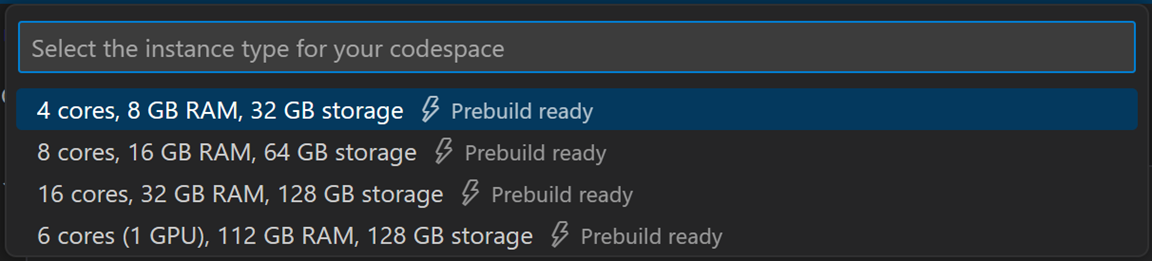 Select the instance type for your codespace
4 cores, 8 GB RAM, 32 GB storage Prebuild ready
8 cores, 16 GB RAM, 64 GB storage Prebuild ready
16 cores, 32 GB RAM, 128 GB storage Prebuild ready
6 cores (1 GPU), 112 GB RAM, 128 GB storage Prebuild ready